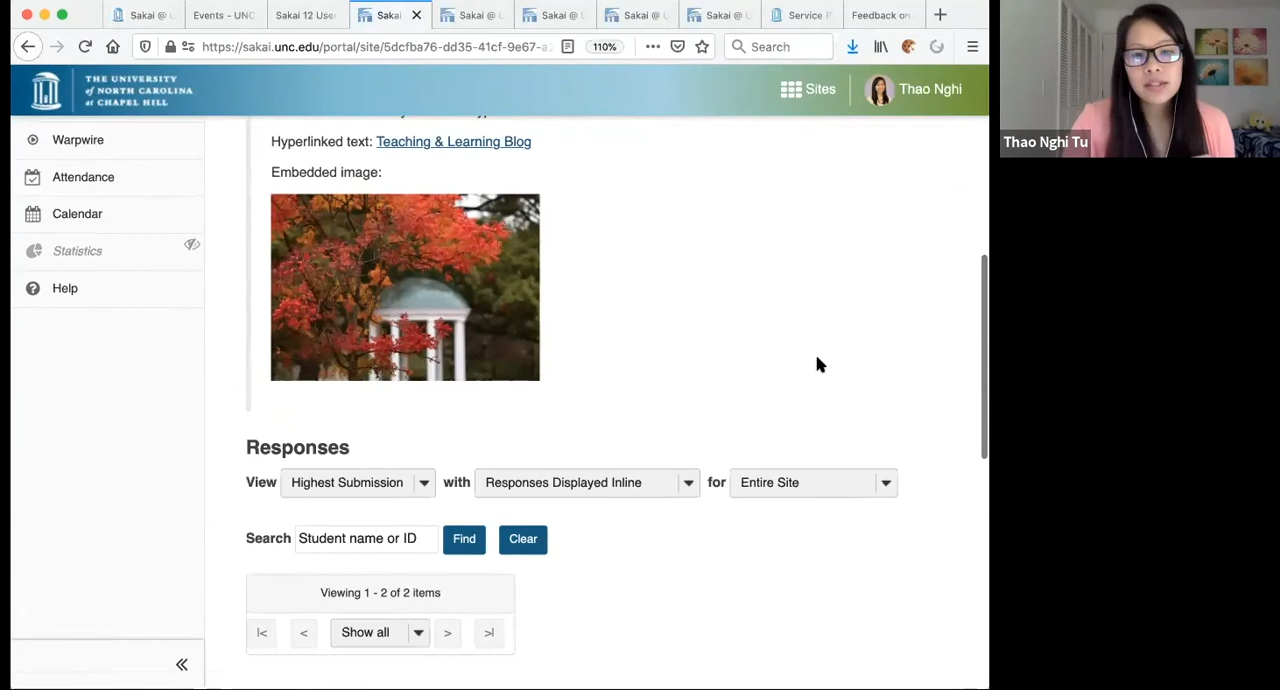 Sakai @ U
Events - UNC
Sakai 12 Use
Sakai
Sakai @ U
Sakai @ U
Sakai @ U
Sakai @ U
Service P
Feedback on
https://sakai.unc.edu/portal/site/5dcfba76-dd35-41cf-9e67-a
110%
Search
THE UNIVERSITY
of NORTH CAROLINA
at CHAPEL HILL
Sites
Thao Nghi
Thao Nghi Tu
Warpwire
Attendance
Calendar
Statistics
Help
Hyperlinked text: Teaching & Learning Blog
Embedded image:
Responses
View Highest Submission with Responses Displayed Inline for Entire Site
Search Student name or ID Find Clear
Viewing 1 - 2 of 2 items
|< < Show all > >|